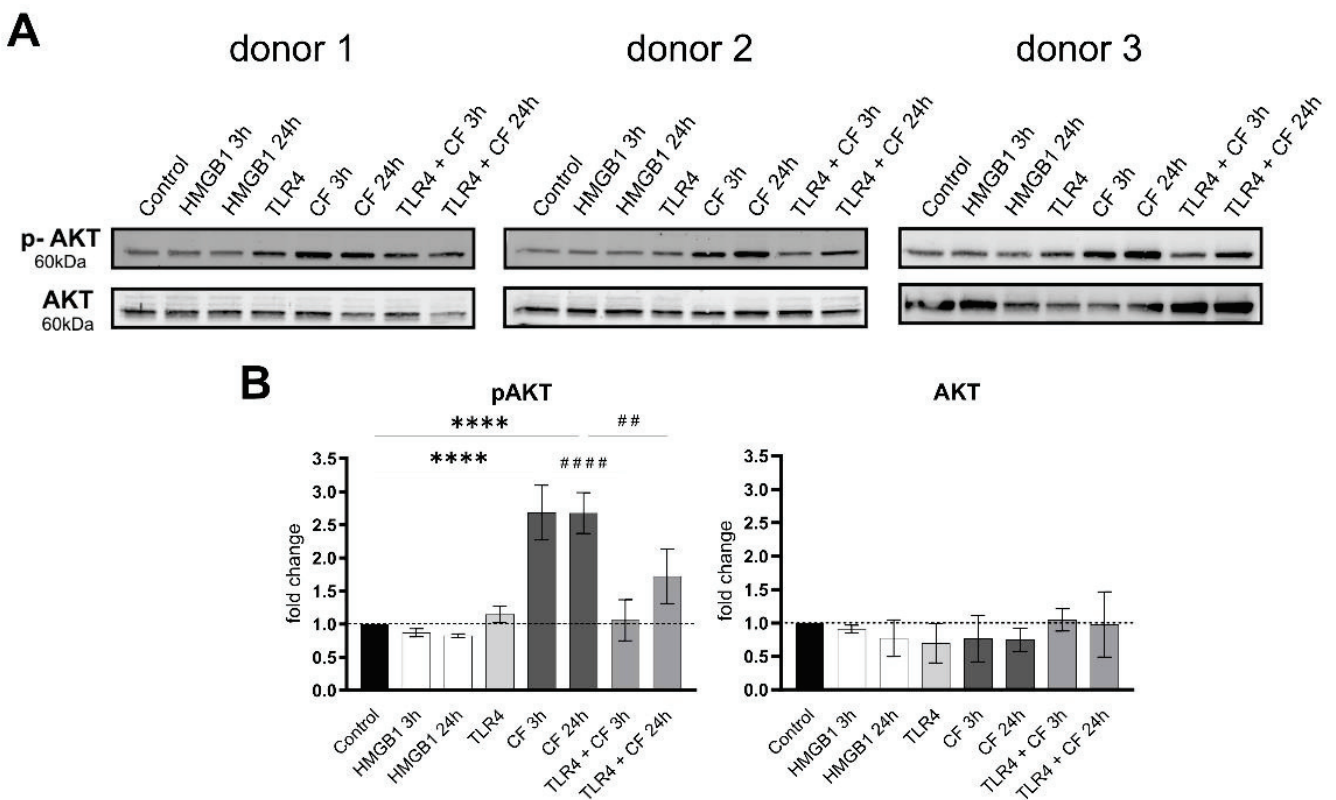 A
donor 1 donor 2 donor 3
Control HMGB1 3h HMGB1 24h TLR4 CF 3h CF 24h TLR4 + CF 3h TLR4 + CF 24h
Control HMGB1 3h HMGB1 24h TLR4 CF 3h CF 24h TLR4 + CF 3h TLR4 + CF 24h
Control HMGB1 3h HMGB1 24h TLR4 CF 3h CF 24h TLR4 + CF 3h TLR4 + CF 24h
p- AKT
60kDa
AKT
60kDa
B
pAKT
**** ##
**** ####
fold change
3.5
3.0
2.5
2.0
1.5
1.0
0.5
0.0
Control HMGB1 3h HMGB1 24h TLR4 CF 3h CF 24h TLR4 + CF 3h TLR4 + CF 24h
AKT
fold change
3.5
3.0
2.5
2.0
1.5
1.0
0.5
0.0
Control HMGB1 3h HMGB1 24h TLR4 CF 3h CF 24h TLR4 + CF 3h TLR4 + CF 24h